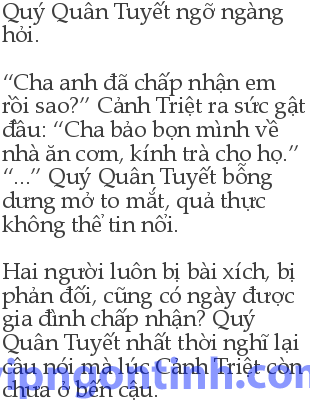 Quý Quân Tuyết ngỡ ngàng
hỏi.
“Cha anh đã chấp nhận em
rồi sao?” Cảnh Triệt ra sức gật
đầu: “Cha bảo bọn mình về
nhà ăn cơm, kính trà cho họ.”
“...” Quý Quân Tuyết bỗng
dưng mở to mắt, quả thực
không thể tin nổi.
Hai người luôn bị bài xích, bị
phản đối, cũng có ngày được
gia đình chấp nhận? Quý
Quân Tuyết nhất thời nghĩ lại
câu nói mà lúc Cảnh Triệt còn
chưa ở bên cậu.
vipngontinh.com